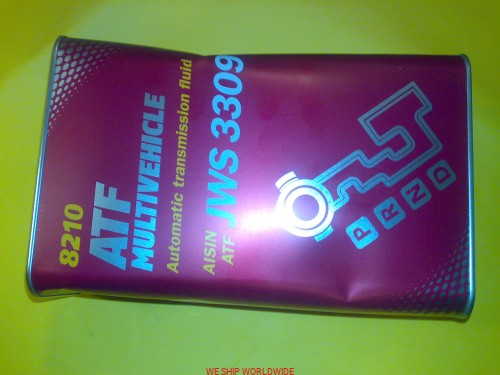 8210
ATF
MULTIVEHICLE
Automatic transmission fluid
AISIN
ATF JWS 3309
P R N D
WE SHIP WORLDWIDE